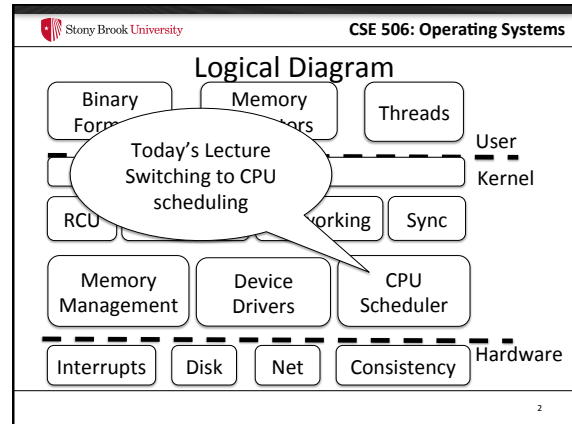 Stony Brook University
CSE 506: Operating Systems
Logical Diagram
Binary
Memory
Threads
User
Today's Lecture
Switching to CPU
scheduling
Kernel
RCU
Sync
Memory
Management
Device
Drivers
CPU
Scheduler
Hardware
Interrupts
Disk
Net
Consistency
2